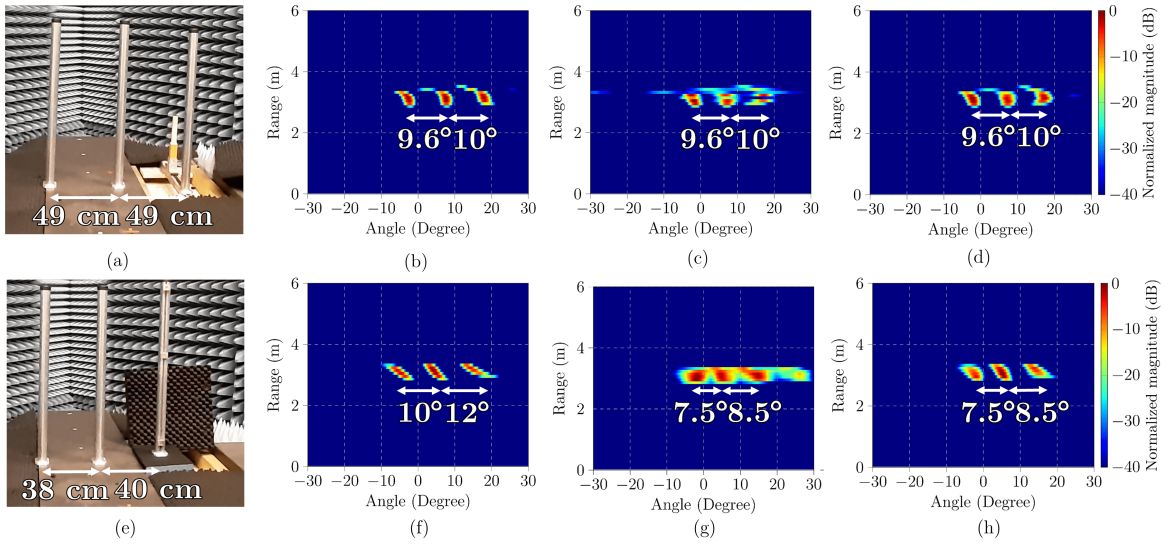 49 cm 49 cm
(a)
6
4
2
0
Range (m)
9.6° 10°
−30 −20 −10 0 10 20 30
Angle (Degree)
(b)
6
4
2
0
Range (m)
9.6° 10°
−30 −20 −10 0 10 20 30
Angle (Degree)
(c)
6
4
2
0
Range (m)
9.6° 10°
−30 −20 −10 0 10 20 30
Angle (Degree)
(d)
0
−10
−20
−30
−40
Normalized magnitude (dB)
38 cm 40 cm
(e)
6
4
2
0
Range (m)
10° 12°
−30 −20 −10 0 10 20 30
Angle (Degree)
(f)
6
4
2
0
Range (m)
7.5° 8.5°
−30 −20 −10 0 10 20 30
Angle (Degree)
(g)
6
4
2
0
Range (m)
7.5° 8.5°
−30 −20 −10 0 10 20 30
Angle (Degree)
(h)
0
−10
−20
−30
−40
Normalized magnitude (dB)